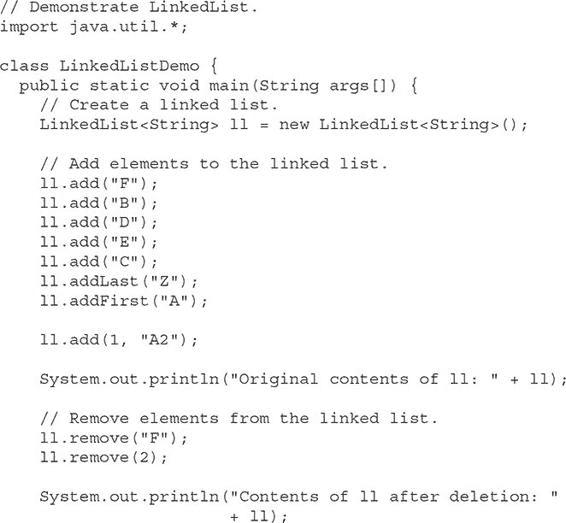 // Demonstrate LinkedList.
import java.util.*;

class LinkedListDemo {
  public static void main(String args[]) {
    // Create a linked list.
    LinkedList<String> ll = new LinkedList<String>();

    // Add elements to the linked list.
    ll.add("F");
    ll.add("B");
    ll.add("D");
    ll.add("E");
    ll.add("C");
    ll.addLast("Z");
    ll.addFirst("A");

    ll.add(1, "A2");

    System.out.println("Original contents of ll: " + ll);

    // Remove elements from the linked list.
    ll.remove("F");
    ll.remove(2);

    System.out.println("Contents of ll after deletion: "
                       + ll);